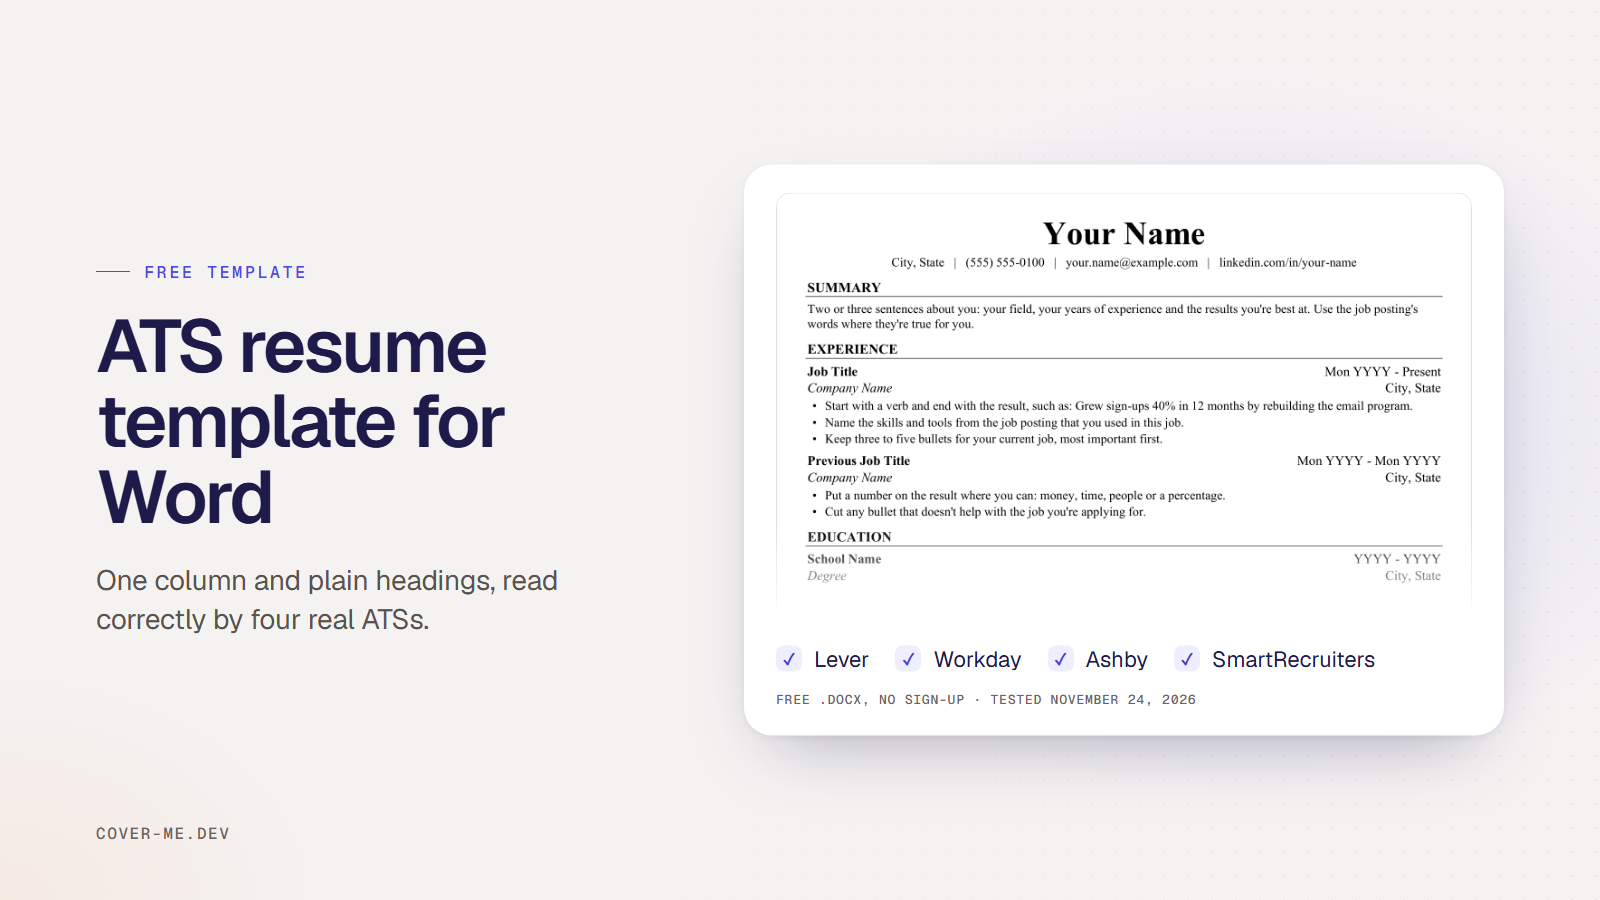 FREE TEMPLATE
ATS resume
template for
Word
One column and plain headings, read
correctly by four real ATSs.
COVER-ME.DEV
Your Name
City, State | (555) 555-0100 | your.name@example.com | linkedin.com/in/your-name
SUMMARY
Two or three sentences about you: your field, your years of experience and the results you're best at. Use the job posting's
words where they're true for you.
EXPERIENCE
Job Title Mon YYYY - Present
Company Name City, State
• Start with a verb and end with the result, such as: Grew sign-ups 40% in 12 months by rebuilding the email program.
• Name the skills and tools from the job posting that you used in this job.
• Keep three to five bullets for your current job, most important first.
Previous Job Title Mon YYYY - Mon YYYY
Company Name City, State
• Put a number on the result where you can: money, time, people or a percentage.
• Cut any bullet that doesn't help with the job you're applying for.
EDUCATION
School Name YYYY - YYYY
Degree City, State
✓ Lever ✓ Workday ✓ Ashby ✓ SmartRecruiters
FREE .DOCX, NO SIGN-UP · TESTED NOVEMBER 24, 2026